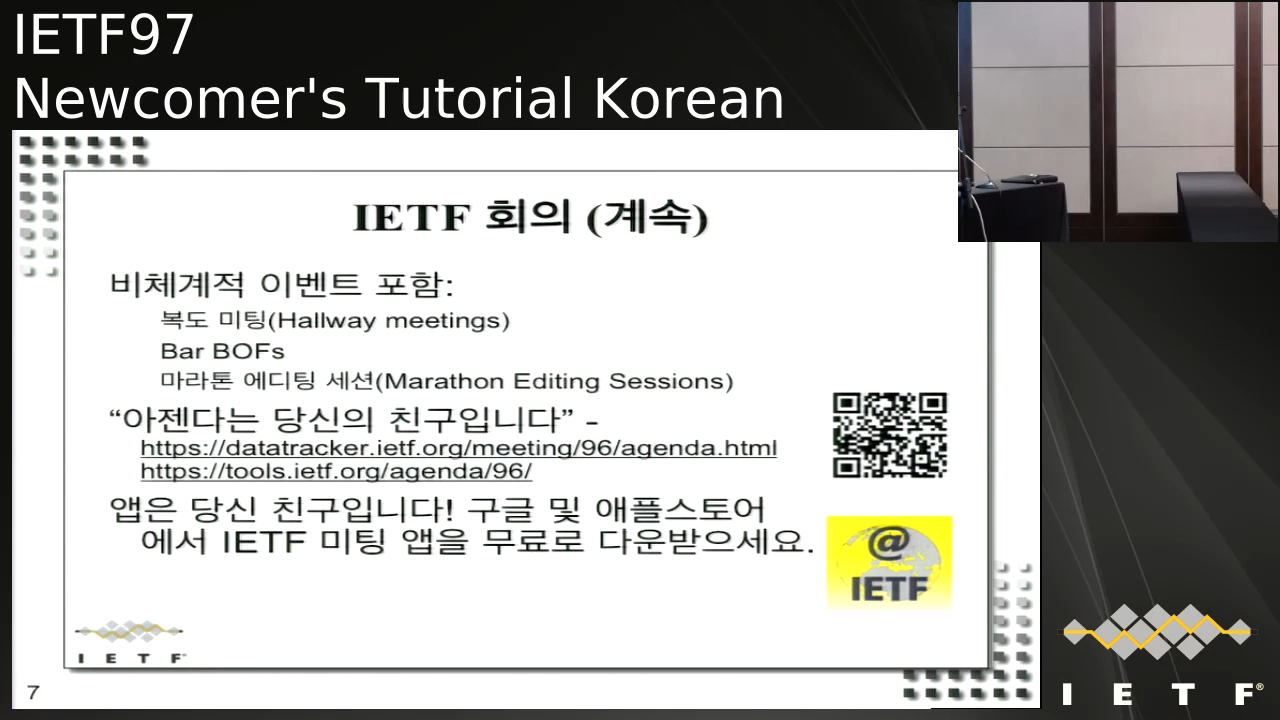 IETF97
Newcomer's Tutorial Korean
IETF 회의 (계속)
비체계적 이벤트 포함:
복도 미팅(Hallway meetings)
Bar BOFs
마라톤 에디팅 세션(Marathon Editing Sessions)
“아젠다는 당신의 친구입니다” -
https://datatracker.ietf.org/meeting/96/agenda.html
https://tools.ietf.org/agenda/96/
앱은 당신 친구입니다! 구글 및 애플스토어
에서 IETF 미팅 앱을 무료로 다운받으세요.
@
IETF
I E T F
7
I E T F®